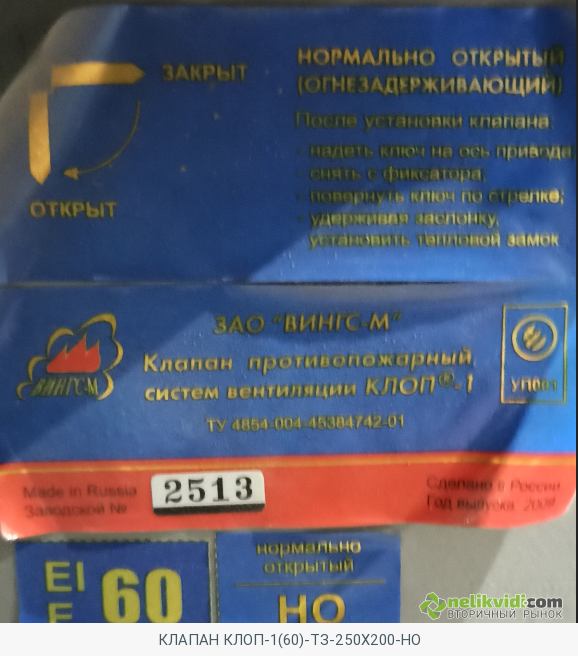 ЗАКРЫТ
ОТКРЫТ
НОРМАЛЬНО ОТКРЫТЫЙ
(ОГНЕЗАДЕРЖИВАЮЩИЙ)
После установки клапана:
- надеть ключ на ось привода
- снять с фиксатора;
- повернуть ключ по стрелке;
- удерживая заслонку,
установить тепловой замок
ВИНГС-М
ЗАО "ВИНГС-М"
Клапан противопожарный
систем вентиляции КЛОП®-1
ТУ 4854-004-45384742-01
УП001
Made in Russia
Заводской №
2513
Сделано в России
Год выпуска
EI 60
E
нормально
открытый
НО
nelikvidi.com
ВТОРИЧНЫЙ РЫНОК
КЛАПАН КЛОП-1(60)-ТЗ-250Х200-НО